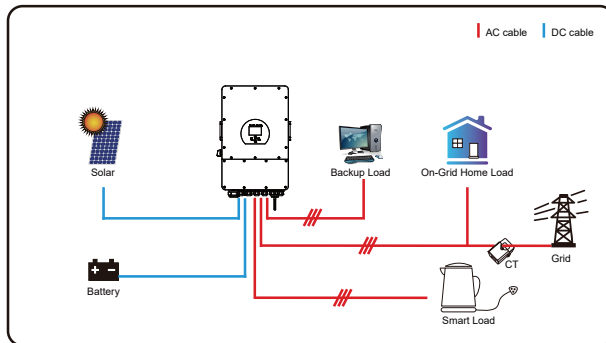 AC cable
DC cable
Solar
Backup Load
On-Grid Home Load
CT
Grid
Battery
Smart Load